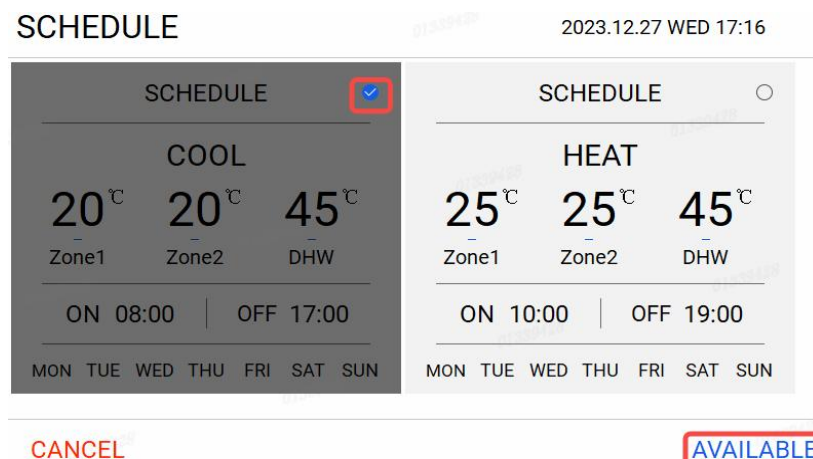 SCHEDULE 2023.12.27 WED 17:16
SCHEDULE
COOL
20℃ 20℃ 45℃
Zone1 Zone2 DHW
ON 08:00 | OFF 17:00
MON TUE WED THU FRI SAT SUN
SCHEDULE
HEAT
25℃ 25℃ 45℃
Zone1 Zone2 DHW
ON 10:00 | OFF 19:00
MON TUE WED THU FRI SAT SUN
CANCEL AVAILABLE